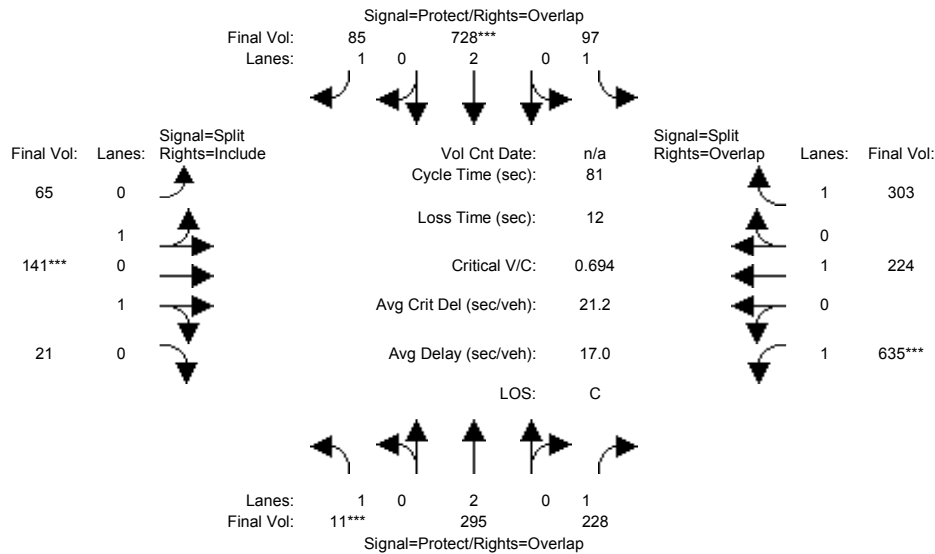 Signal=Protect/Rights=Overlap
Final Vol: 85 728*** 97
Lanes: 1 0 2 0 1
Signal=Split Signal=Split
Final Vol: Lanes: Rights=Include Vol Cnt Date: n/a Rights=Overlap Lanes: Final Vol:
Cycle Time (sec): 81
65 0 1 303
Loss Time (sec): 12
1 0
141*** 0 Critical V/C: 0.694 1 224
1 Avg Crit Del (sec/veh): 21.2 0
21 0 Avg Delay (sec/veh): 17.0 1 635***
LOS: C
Lanes: 1 0 2 0 1
Final Vol: 11*** 295 228
Signal=Protect/Rights=Overlap